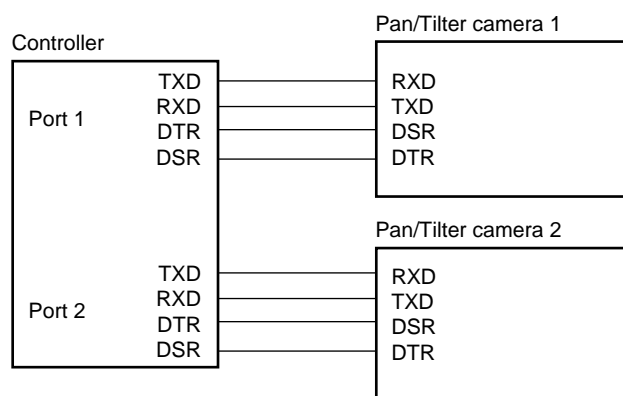 Controller
Port 1
TXD
RXD
DTR
DSR
Port 2
TXD
RXD
DTR
DSR
Pan/Tilter camera 1
RXD
TXD
DSR
DTR
Pan/Tilter camera 2
RXD
TXD
DSR
DTR